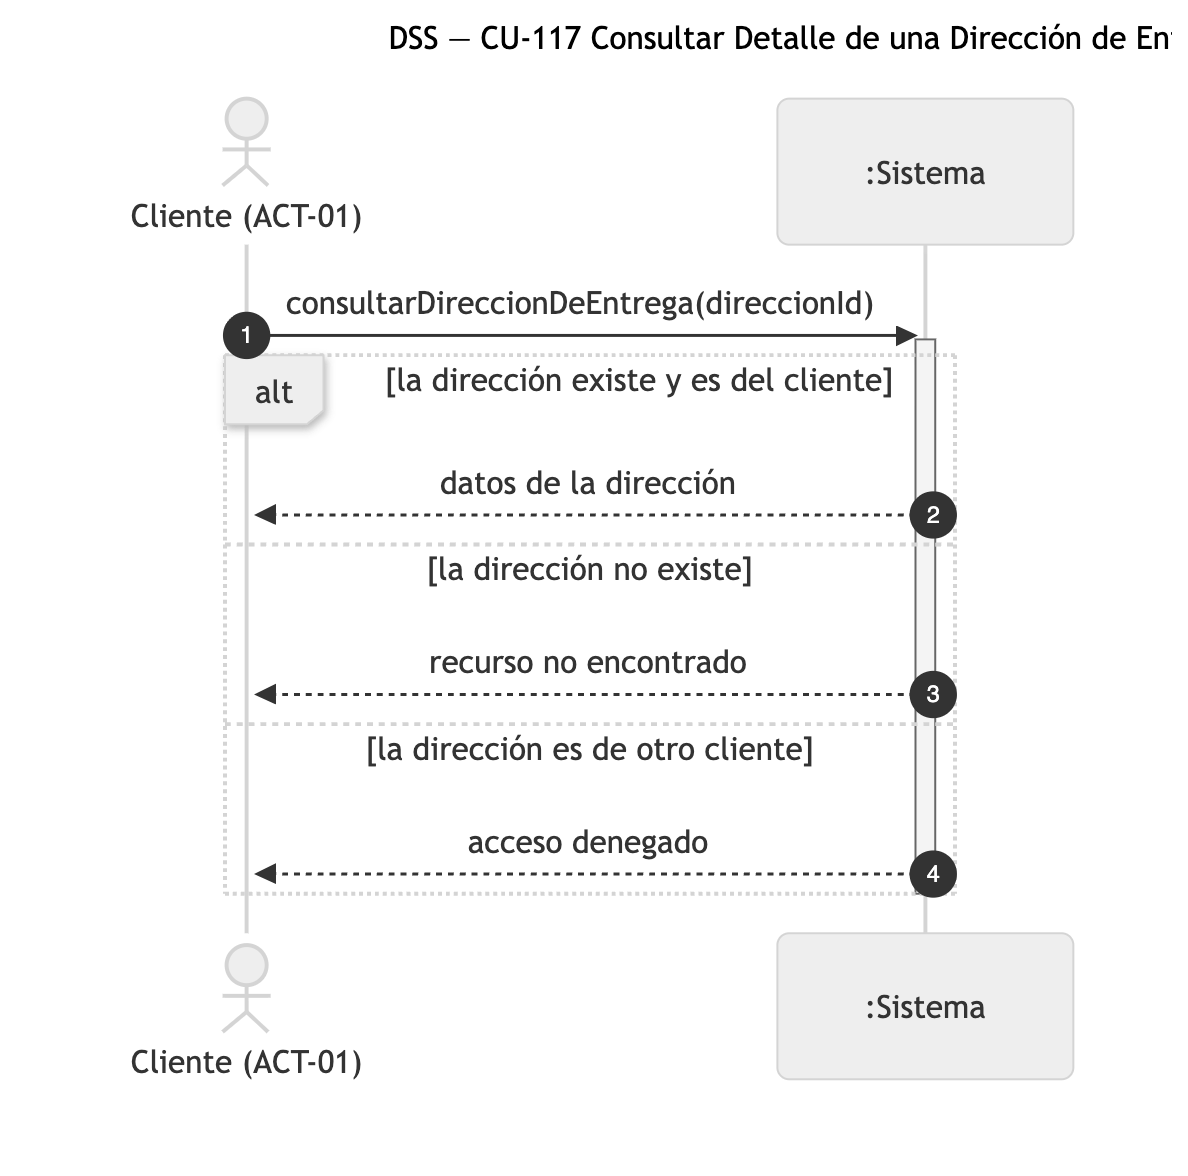 DSS — CU-117 Consultar Detalle de una Dirección de
Cliente (ACT-01)
:Sistema
consultarDireccionDeEntrega(direccionId)
1
alt
[la dirección existe y es del cliente]
datos de la dirección
2
[la dirección no existe]
recurso no encontrado
3
[la dirección es de otro cliente]
acceso denegado
4
Cliente (ACT-01)
:Sistema